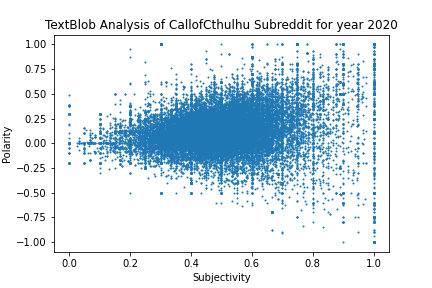 TextBlob Analysis of CallofCthulhu Subreddit for year 2020
1.00
0.75
0.50
0.25
0.00
−0.25
−0.50
−0.75
−1.00
Polarity
0.0 0.2 0.4 0.6 0.8 1.0
Subjectivity